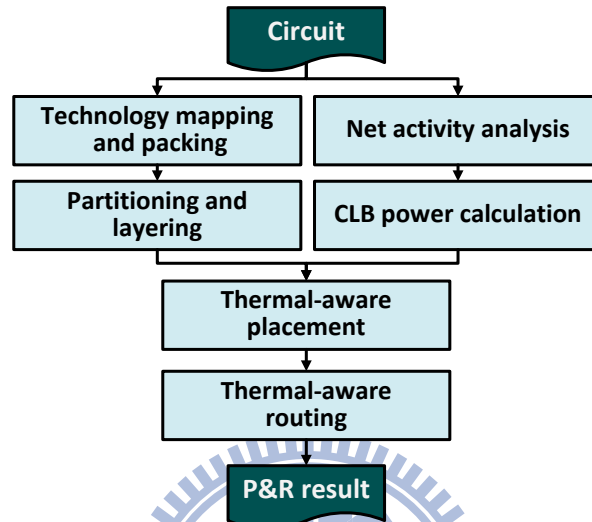 Circuit
Technology mapping
and packing
Net activity analysis
Partitioning and
layering
CLB power calculation
Thermal-aware
placement
Thermal-aware
routing
P&R result